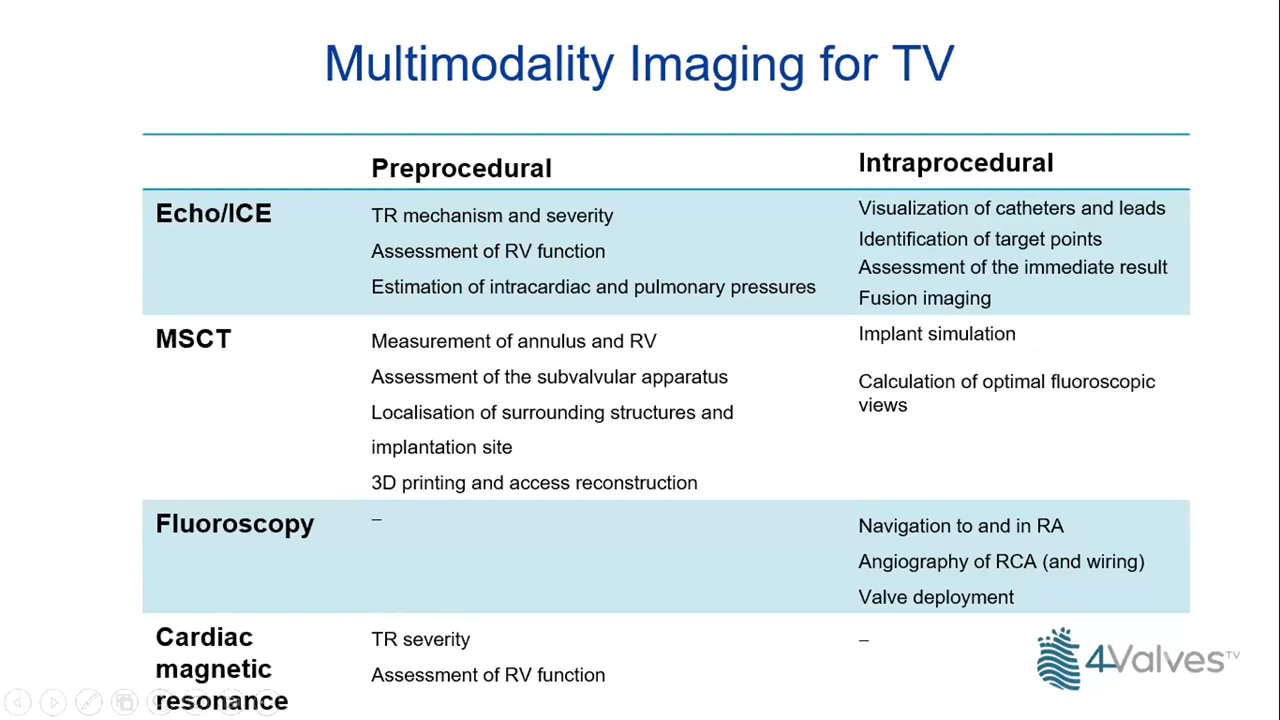 Multimodality Imaging for TV
Preprocedural
Intraprocedural
Echo/ICE
TR mechanism and severity
Assessment of RV function
Estimation of intracardiac and pulmonary pressures
Visualization of catheters and leads
Identification of target points
Assessment of the immediate result
Fusion imaging
MSCT
Measurement of annulus and RV
Assessment of the subvalvular apparatus
Localisation of surrounding structures and
implantation site
3D printing and access reconstruction
Implant simulation
Calculation of optimal fluoroscopic
views
Fluoroscopy
–
Navigation to and in RA
Angiography of RCA (and wiring)
Valve deployment
Cardiac
magnetic
resonance
TR severity
Assessment of RV function
–
4Valves TV